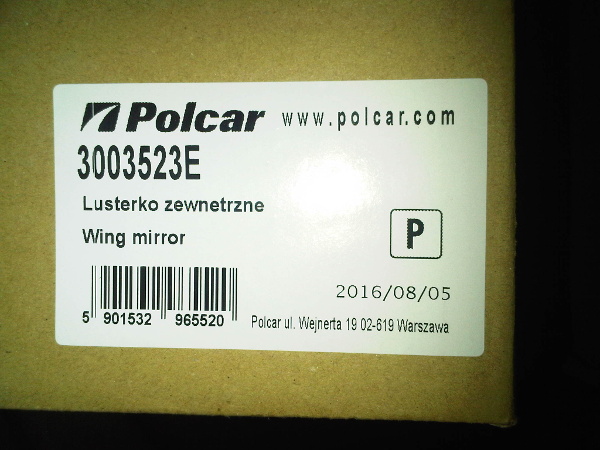 Polcar www.polcar.com
3003523E
Lusterko zewnetrzne
Wing mirror
P
2016/08/05
5 901532 965520
Polcar ul. Wejnerta 19 02-619 Warszawa